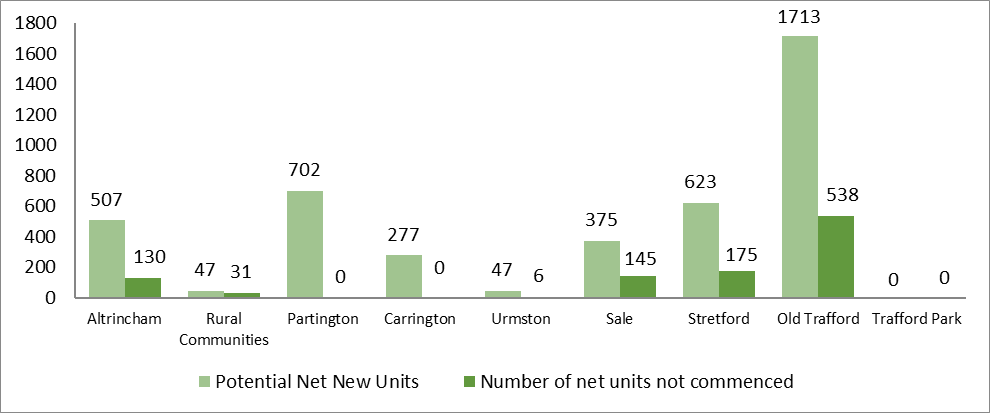 1800
1600
1400
1200
1000
800
600
400
200
0
507
130
47
31
702
0
277
0
47
6
375
145
623
175
1713
538
0
0
Altrincham
Rural
Communities
Partington
Carrington
Urmston
Sale
Stretford
Old Trafford
Trafford Park
Potential Net New Units
Number of net units not commenced